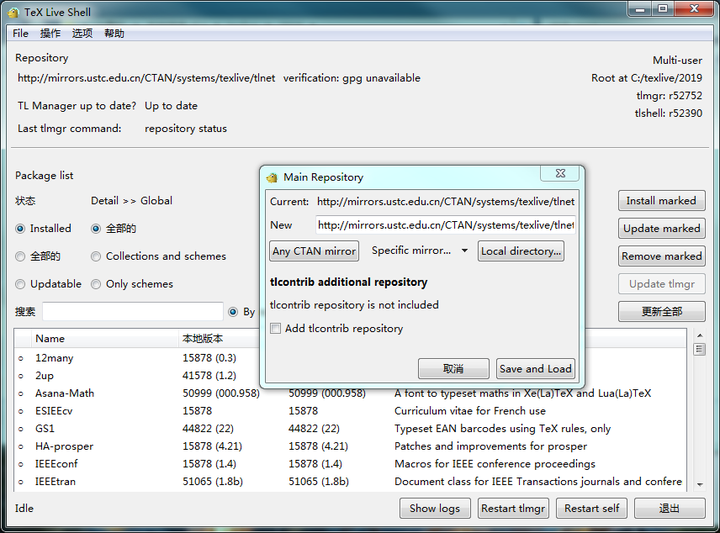 TeX Live Shell
File 操作 选项 帮助
Repository
Multi-user
http://mirrors.ustc.edu.cn/CTAN/systems/texlive/tlnet verification: gpg unavailable
Root at C:/texlive/2019
tlmgr: r52752
TL Manager up to date? Up to date
tlshell: r52390
Last tlmgr command: repository status
Package list
状态 Detail >> Global
Installed 全部的
全部的 Collections and schemes
Updatable Only schemes
搜索 By
Install marked
Update marked
Remove marked
Update tlmgr
更新全部
Main Repository
Current: http://mirrors.ustc.edu.cn/CTAN/systems/texlive/tlnet
New http://mirrors.ustc.edu.cn/CTAN/systems/texlive/tlnet
Any CTAN mirror Specific mirror... Local directory...
tlcontrib additional repository
tlcontrib repository is not included
Add tlcontrib repository
取消 Save and Load
Name 本地版本
12many 15878 (0.3)
2up 41578 (1.2)
Asana-Math 50999 (000.958) 50999 (000.958) A font to typeset maths in Xe(La)TeX and Lua(La)TeX
ESIEEcv 15878 15878 Curriculum vitae for French use
GS1 44822 (22) 44822 (22) Typeset EAN barcodes using TeX rules, only
HA-prosper 15878 (4.21) 15878 (4.21) Patches and improvements for prosper
IEEEconf 15878 (1.4) 15878 (1.4) Macros for IEEE conference proceedings
IEEEtran 51065 (1.8b) 51065 (1.8b) Document class for IEEE Transactions journals and confere
Idle Show logs Restart tlmgr Restart self 退出